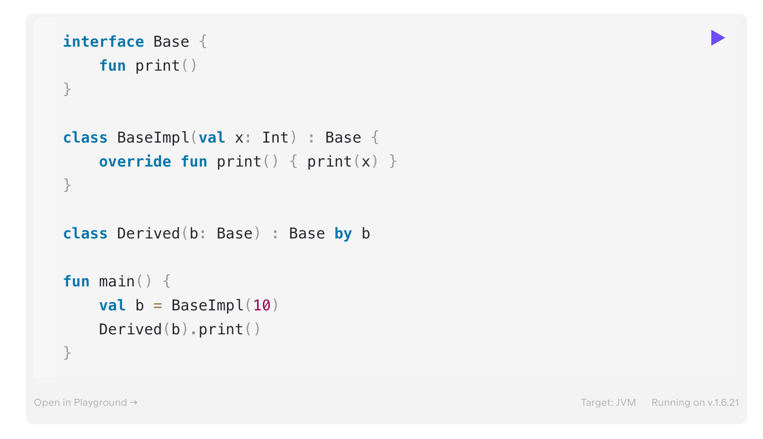 interface Base {
    fun print()
}
class BaseImpl(val x: Int) : Base {
    override fun print() { print(x) }
}
class Derived(b: Base) : Base by b
fun main() {
    val b = BaseImpl(10)
    Derived(b).print()
}
Open in Playground → Target: JVM Running on v.1.6.21